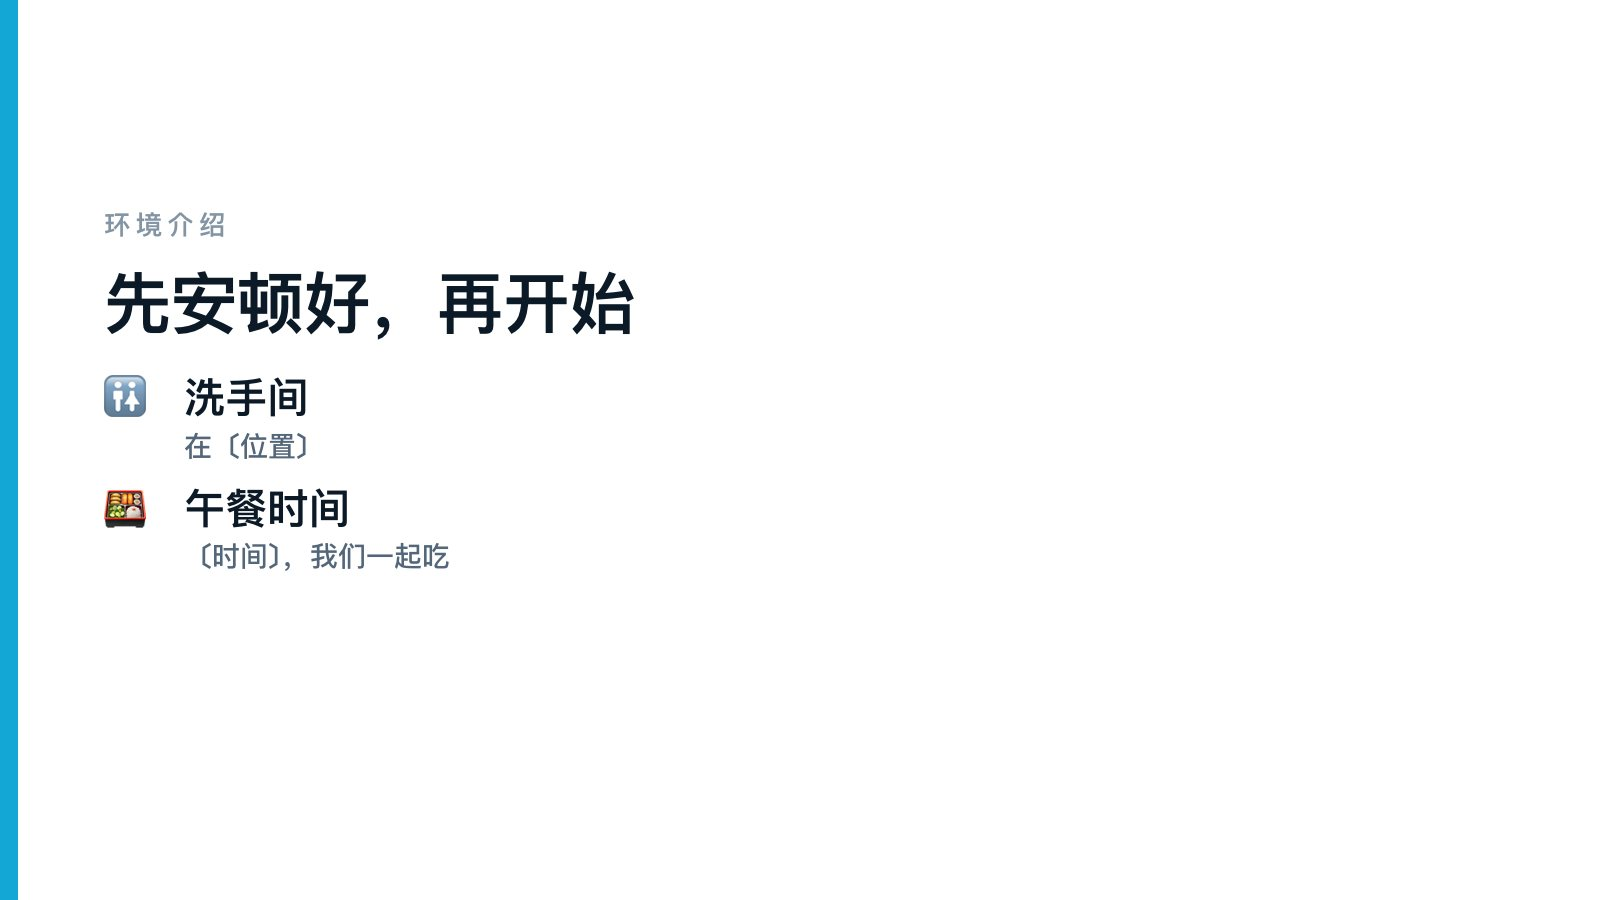 环境介绍
先安顿好，再开始
洗手间
在〔位置〕
午餐时间
〔时间〕，我们一起吃